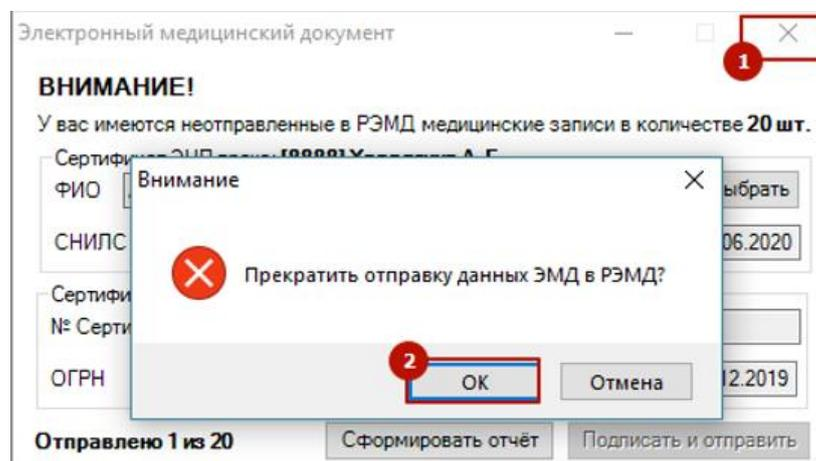 Электронный медицинский документ
1
ВНИМАНИЕ!
У вас имеются неотправленные в РЭМД медицинские записи в количестве 20 шт.
ФИО
ыбрать
Внимание
СНИЛС
06.2020
Прекратить отправку данных ЭМД в РЭМД?
Сертифи
№ Серти
2
ОК
Отмена
ОГРН
12.2019
Отправлено 1 из 20
Сформировать отчёт
Подписать и отправить